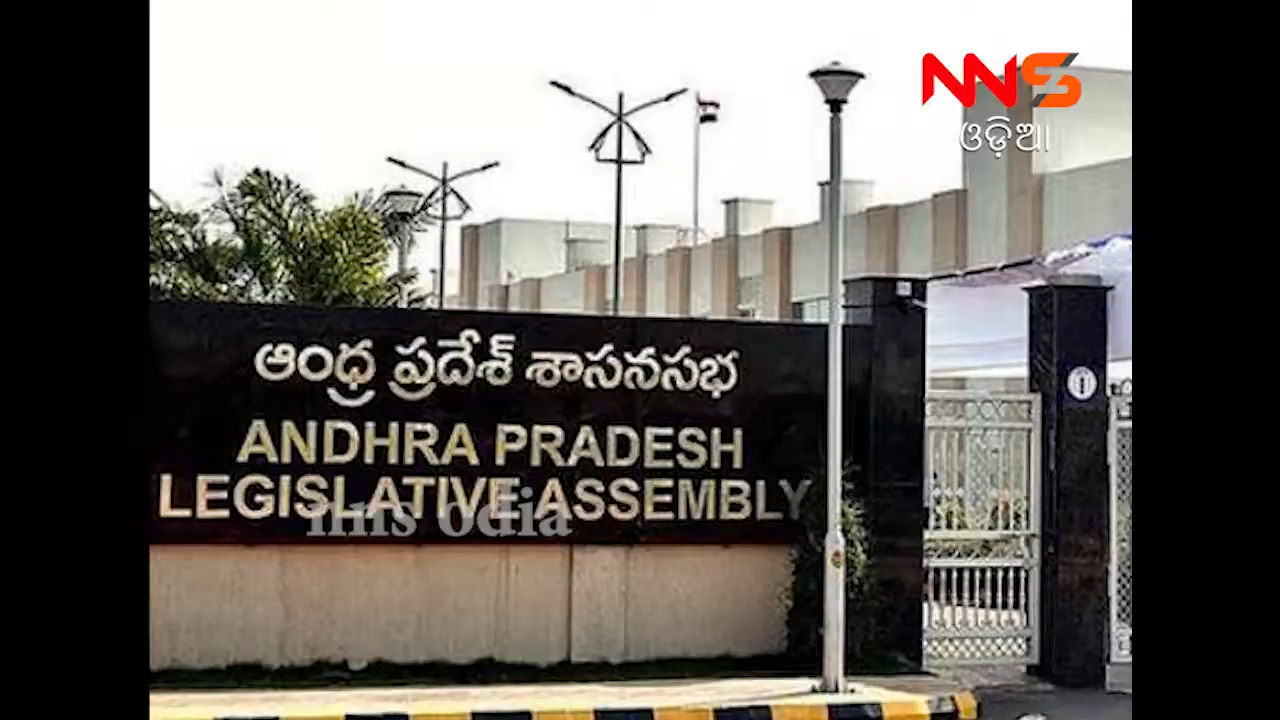 NNS
ଓଡ଼ିଆ
ఆంధ్ర ప్రదేశ్ శాసనసభ
ANDHRA PRADESH
LEGISLATIVE ASSEMBLY
nns odia